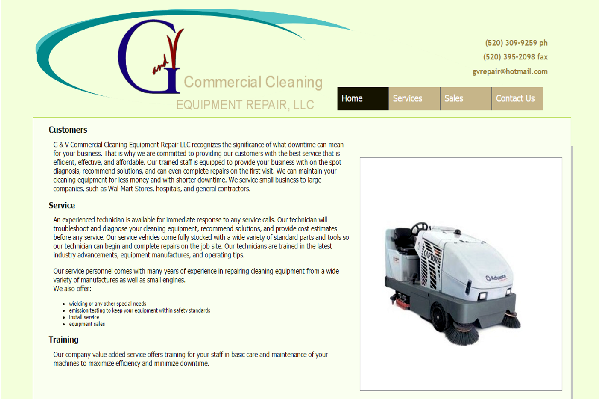 G and V
Commercial Cleaning
EQUIPMENT REPAIR, LLC
(520) 309-9259 ph
(520) 395-2098 fax
gvrepair@hotmail.com
Home Services Sales Contact Us
Customers
G & V Commercial Cleaning Equipment Repair LLC recognizes the significance of what downtime can mean
for your business. That is why we are committed to providing our customers with the best service that is
efficient, effective, and affordable. Our trained staff is equipped to provide your business with on the spot
diagnosis, recommend solutions, and can even complete repairs on the first visit. We can maintain your
cleaning equipment for less money and with shorter downtime. We service small business to large
companies, such as Wal Mart Stores, hospitals, and general contractors.
Service
An experienced technician is available for immediate response to any service calls. Our technician will
troubleshoot and diagnose your cleaning equipment, recommend solutions, and provide cost estimates
before any service. Our service vehicles come fully stocked with a wide variety of standard parts and tools so
our technician can begin and complete repairs on the job site. Our technicians are trained in the latest
industry advancements, equipment manufactures, and operating tips.
Our service personnel comes with many years of experience in repairing cleaning equipment from a wide
variety of manufactures as well as small engines.
We also offer:
welding or any other special needs
emission testing to keep your equipment within safety standards
install service
equipment sales
Training
Our company value added service offers training for your staff in basic care and maintenance of your
machines to maximize efficiency and minimize downtime.
Advance